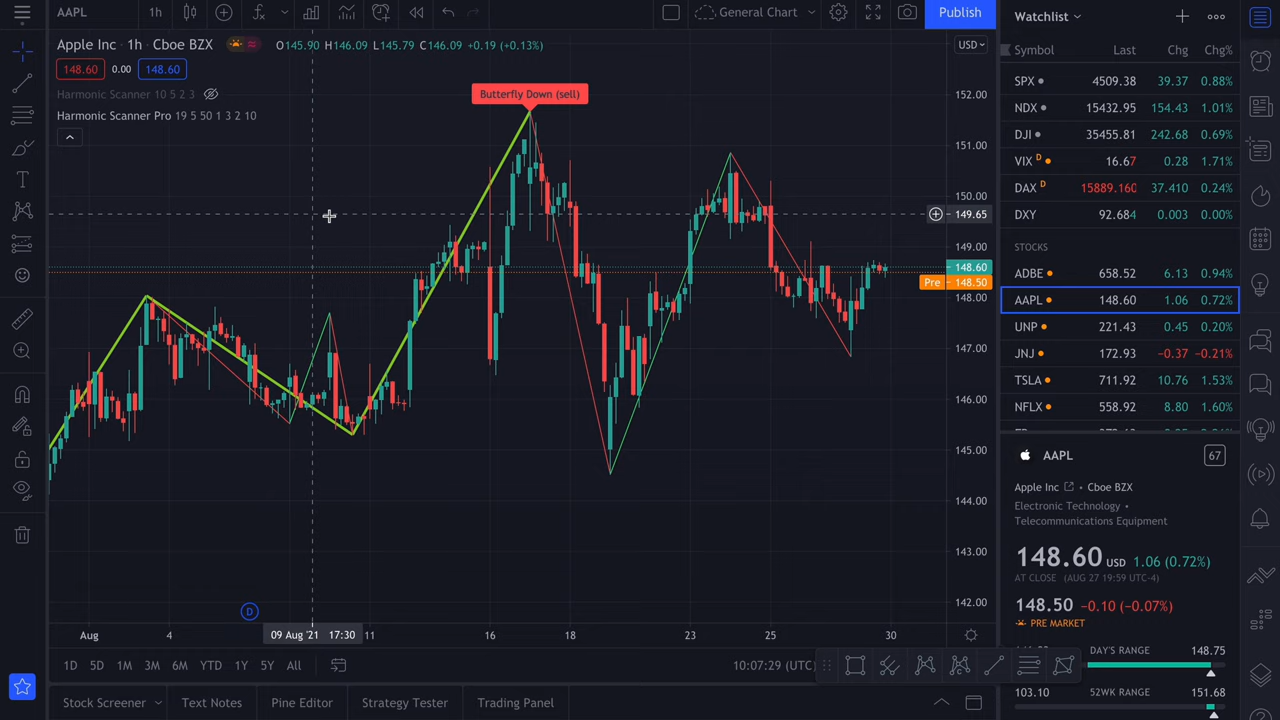 AAPL
1h
General Chart
Publish
Apple Inc · 1h · Cboe BZX
O145.90 H146.09 L145.79 C146.09 +0.19 (+0.13%)
148.60 0.00 148.60
Harmonic Scanner 10 5 2 3
Harmonic Scanner Pro 19 5 50 1 3 2 10
Butterfly Down (sell)
USD
152.00
151.00
150.00
149.65
149.00
148.60
Pre 148.50
148.00
147.00
146.00
145.00
144.00
143.00
142.00
D
Aug 4 09 Aug '21 17:30 11 16 18 23 25 30
1D 5D 1M 3M 6M YTD 1Y 5Y All
10:07:29 (UTC)
Stock Screener Text Notes Pine Editor Strategy Tester Trading Panel
Watchlist
Symbol Last Chg Chg%
SPX 4509.38 39.37 0.88%
NDX 15432.95 154.43 1.01%
DJI 35455.81 242.68 0.69%
VIX D 16.67 0.28 1.71%
DAX D 15889.160 37.410 0.24%
DXY 92.684 0.003 0.00%
STOCKS
ADBE 658.52 6.13 0.94%
AAPL 148.60 1.06 0.72%
UNP 221.43 0.45 0.20%
JNJ 172.93 −0.37 −0.21%
TSLA 711.92 10.76 1.53%
NFLX 558.92 8.80 1.60%
AAPL
67
Apple Inc · Cboe BZX
Electronic Technology ·
Telecommunications Equipment
148.60 USD 1.06 (0.72%)
AT CLOSE (AUG 27 19:59 UTC-4)
148.50 −0.10 (−0.07%)
PRE MARKET
DAY'S RANGE 148.75
103.10 52WK RANGE 151.68